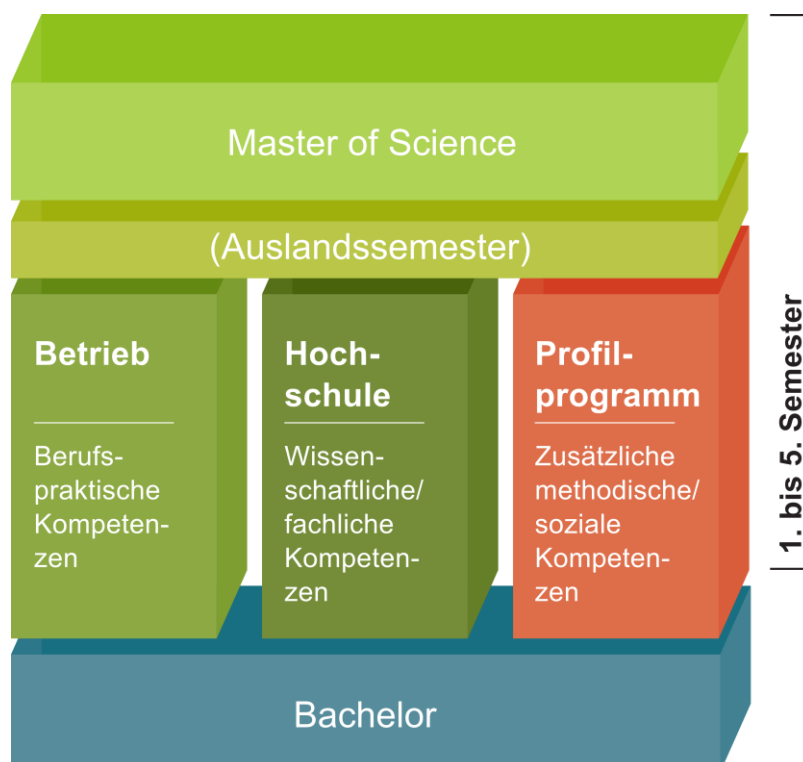 Master of Science
(Auslandssemester)
Betrieb
Berufs-
praktische
Kompeten-
zen
Hoch-
schule
Wissen-
schaftliche/
fachliche
Kompeten-
zen
Profil-
programm
Zusätzliche
methodische/
soziale
Kompeten-
zen
Bachelor
1. bis 5. Semester